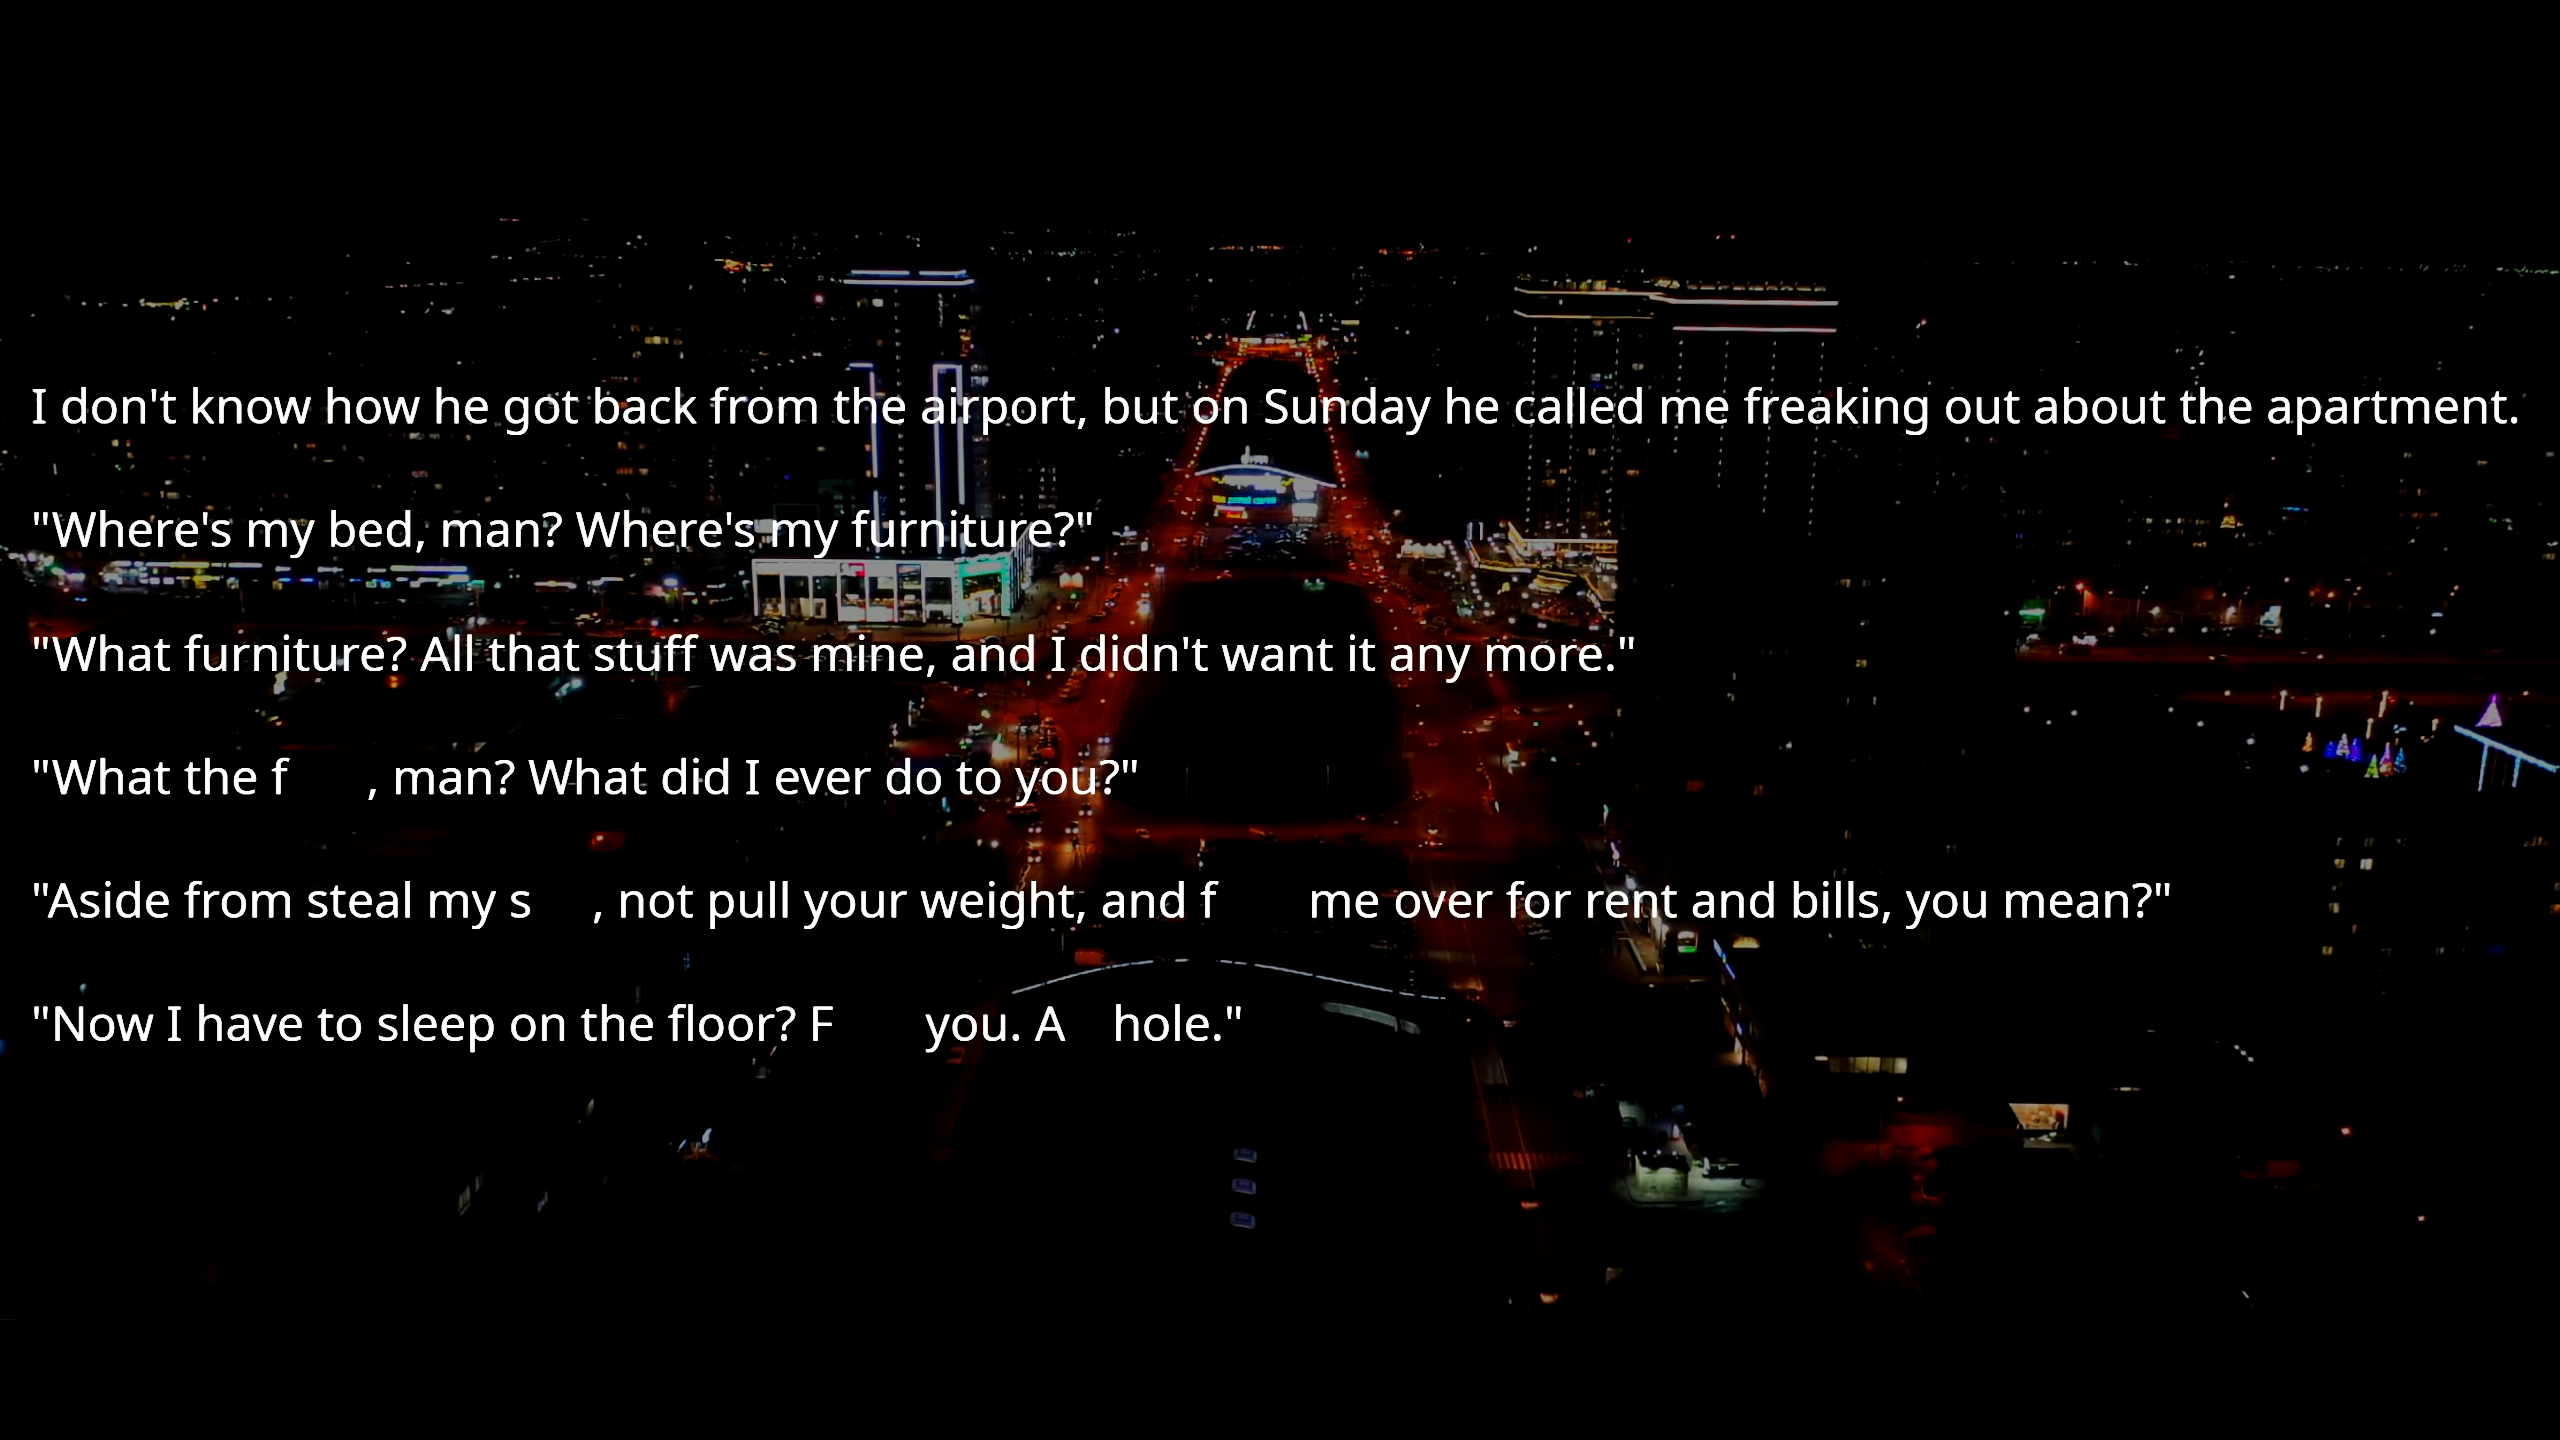 I don't know how he got back from the airport, but on Sunday he called me freaking out about the apartment.
"Where's my bed, man? Where's my furniture?"
"What furniture? All that stuff was mine, and I didn't want it any more."
"What the f      , man? What did I ever do to you?"
"Aside from steal my s     , not pull your weight, and f       me over for rent and bills, you mean?"
"Now I have to sleep on the floor? F       you. A    hole."